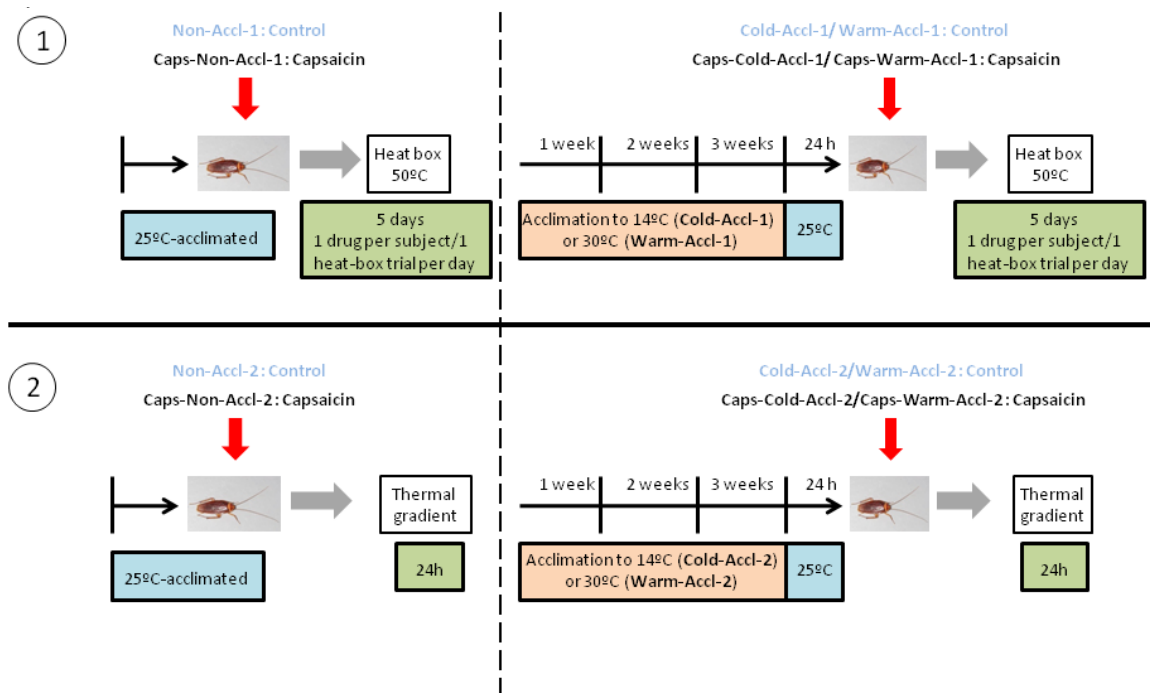 1
Non-Accl-1: Control
Caps-Non-Accl-1: Capsaicin
Heat box
50ºC
25ºC-acclimated
5 days
1 drug per subject/1
heat-box trial per day
Cold-Accl-1/ Warm-Accl-1: Control
Caps-Cold-Accl-1/ Caps-Warm-Accl-1: Capsaicin
1 week
2 weeks
3 weeks
24 h
Heat box
50ºC
Acclimation to 14ºC (Cold-Accl-1)
or 30ºC (Warm-Accl-1)
25ºC
5 days
1 drug per subject/1
heat-box trial per day
2
Non-Accl-2: Control
Caps-Non-Accl-2: Capsaicin
Thermal
gradient
25ºC-acclimated
24h
Cold-Accl-2/Warm-Accl-2: Control
Caps-Cold-Accl-2/Caps-Warm-Accl-2: Capsaicin
1 week
2 weeks
3 weeks
24 h
Thermal
gradient
Acclimation to 14ºC (Cold-Accl-2)
or 30ºC (Warm-Accl-2)
25ºC
24h